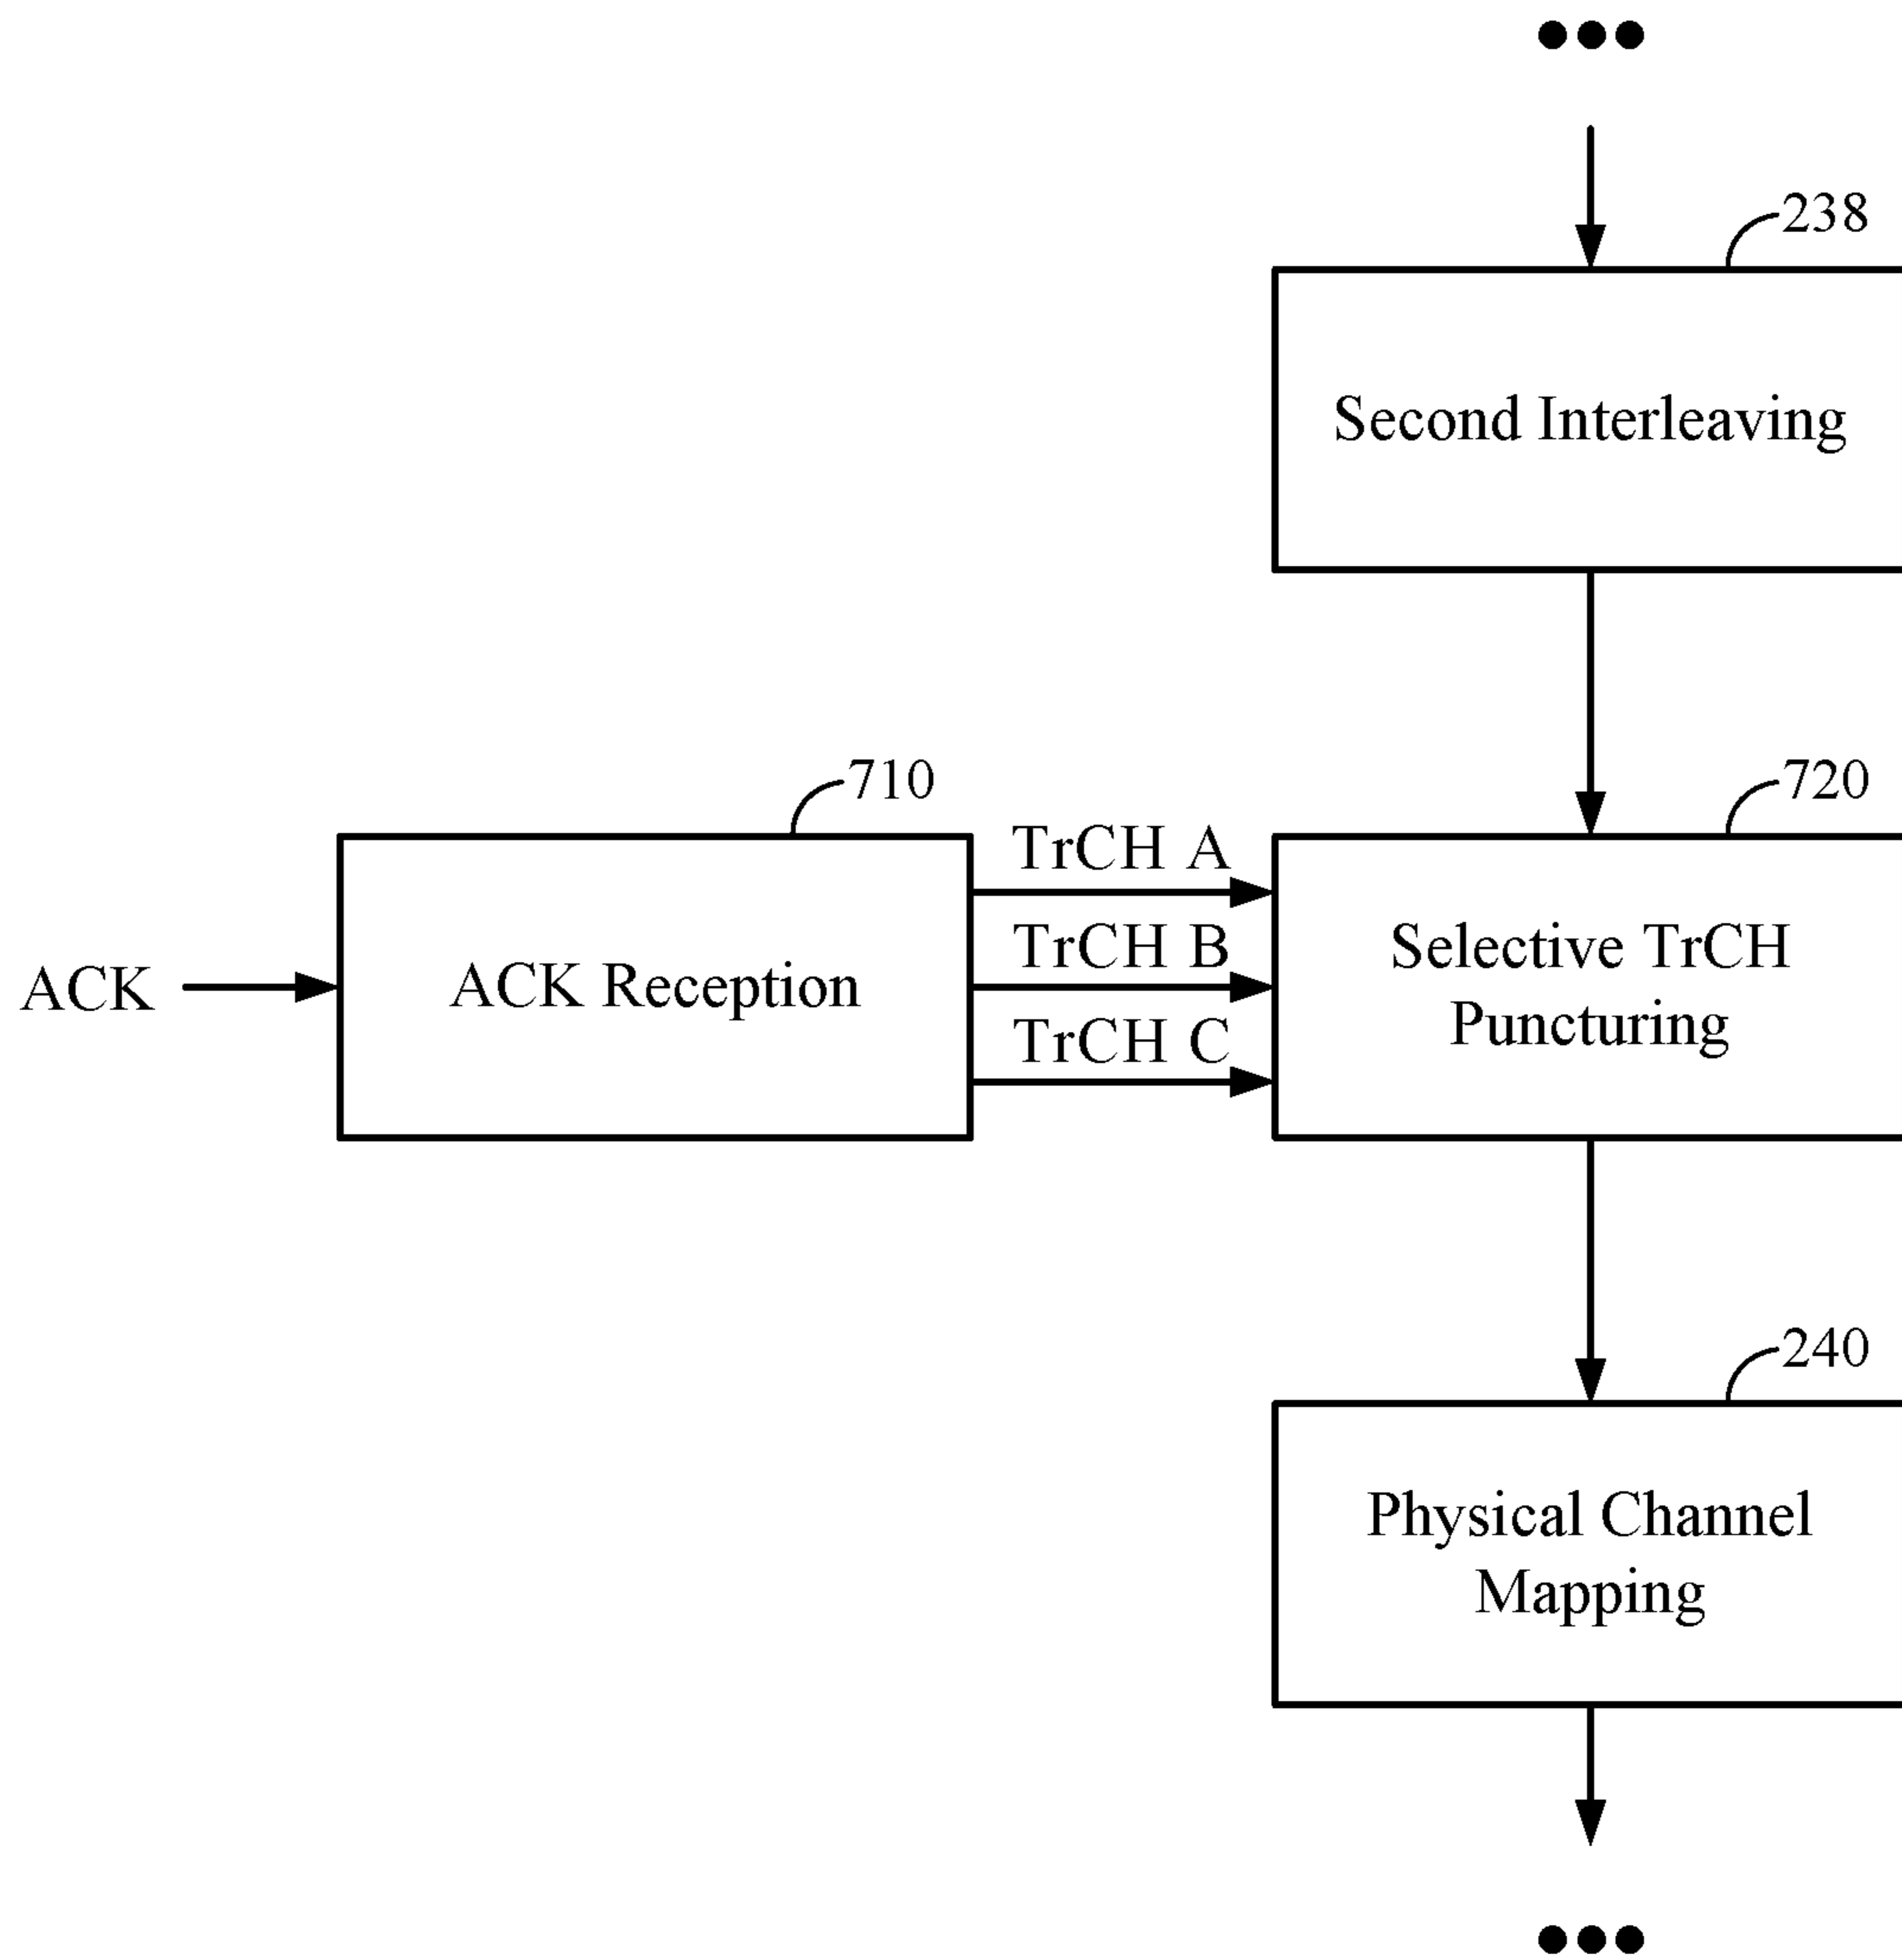 238
Second Interleaving
710
720
TrCH A
TrCH B
TrCH C
ACK
ACK Reception
Selective TrCH
Puncturing
240
Physical Channel
Mapping